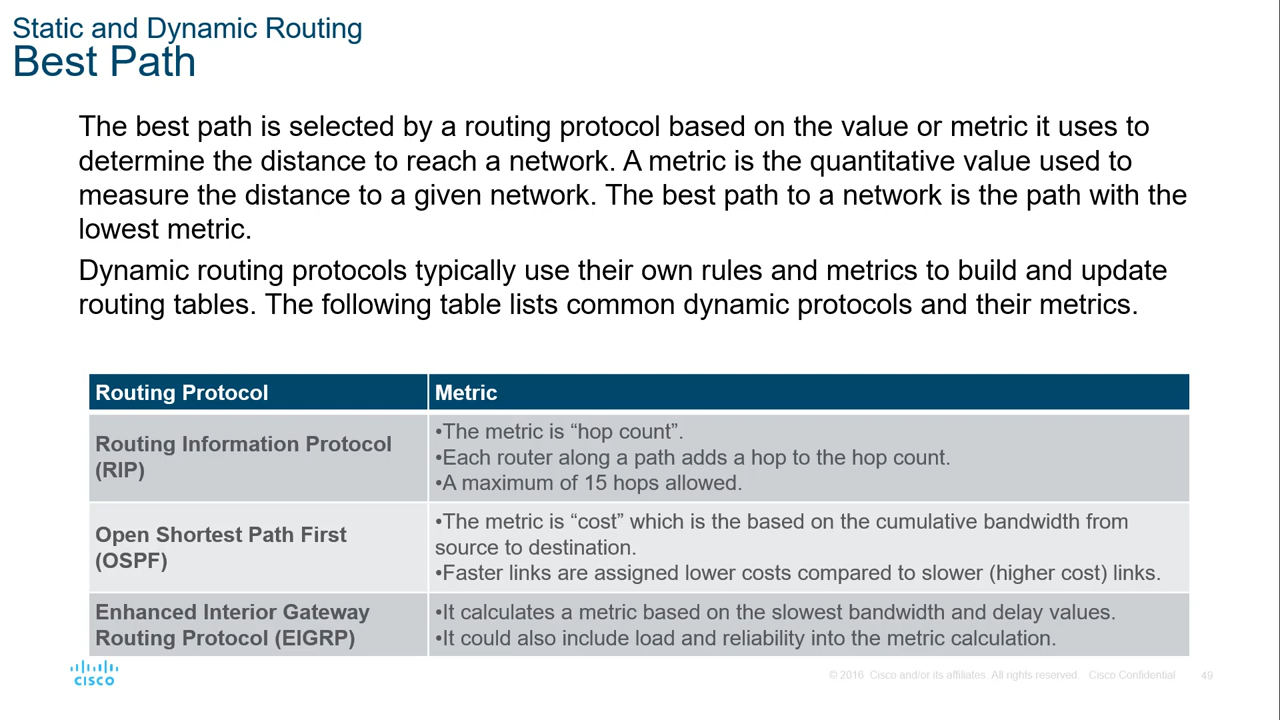 Static and Dynamic Routing
Best Path
The best path is selected by a routing protocol based on the value or metric it uses to
determine the distance to reach a network. A metric is the quantitative value used to
measure the distance to a given network. The best path to a network is the path with the
lowest metric.
Dynamic routing protocols typically use their own rules and metrics to build and update
routing tables. The following table lists common dynamic protocols and their metrics.
Routing Protocol
Metric
Routing Information Protocol
(RIP)
•The metric is “hop count”.
•Each router along a path adds a hop to the hop count.
•A maximum of 15 hops allowed.
Open Shortest Path First
(OSPF)
•The metric is “cost” which is the based on the cumulative bandwidth from
source to destination.
•Faster links are assigned lower costs compared to slower (higher cost) links.
Enhanced Interior Gateway
Routing Protocol (EIGRP)
•It calculates a metric based on the slowest bandwidth and delay values.
•It could also include load and reliability into the metric calculation.
CISCO
© 2016 Cisco and/or its affiliates. All rights reserved. Cisco Confidential
49